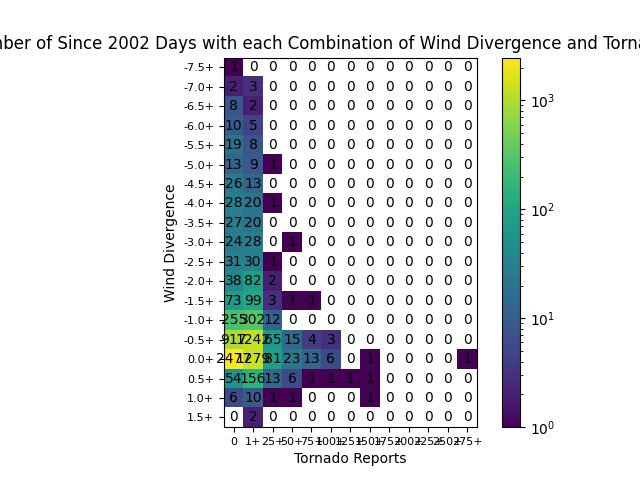 mber of Since 2002 Days with each Combination of Wind Divergence and Torna
-7.5+ 1 0 0 0 0 0 0 0 0 0 0 0 0
-7.0+ 2 3 0 0 0 0 0 0 0 0 0 0 0
-6.5+ 8 2 0 0 0 0 0 0 0 0 0 0 0
-6.0+ 10 5 0 0 0 0 0 0 0 0 0 0 0
-5.5+ 19 8 0 0 0 0 0 0 0 0 0 0 0
-5.0+ 13 9 1 0 0 0 0 0 0 0 0 0 0
-4.5+ 26 13 0 0 0 0 0 0 0 0 0 0 0
-4.0+ 28 20 1 0 0 0 0 0 0 0 0 0 0
-3.5+ 27 20 0 0 0 0 0 0 0 0 0 0 0
-3.0+ 24 28 0 1 0 0 0 0 0 0 0 0 0
-2.5+ 31 30 1 0 0 0 0 0 0 0 0 0 0
-2.0+ 38 82 2 0 0 0 0 0 0 0 0 0 0
-1.5+ 73 99 3 1 1 0 0 0 0 0 0 0 0
-1.0+ 255 302 12 0 0 0 0 0 0 0 0 0 0
-0.5+ 917 1242 65 15 4 3 0 0 0 0 0 0 0
0.0+ 1279 81 23 13 6 0 1 0 0 0 0 1
0.5+ 54 156 13 6 1 1 1 1 0 0 0 0 0
1.0+ 6 10 1 1 0 0 0 1 0 0 0 0 0
1.5+ 0 2 0 0 0 0 0 0 0 0 0 0 0
0 1+ 25+ 50+ 75+ 100+ 125+ 150+ 175+ 200+ 225+ 250+ 275+
Tornado Reports
Wind Divergence
10³
10²
10¹
10⁰